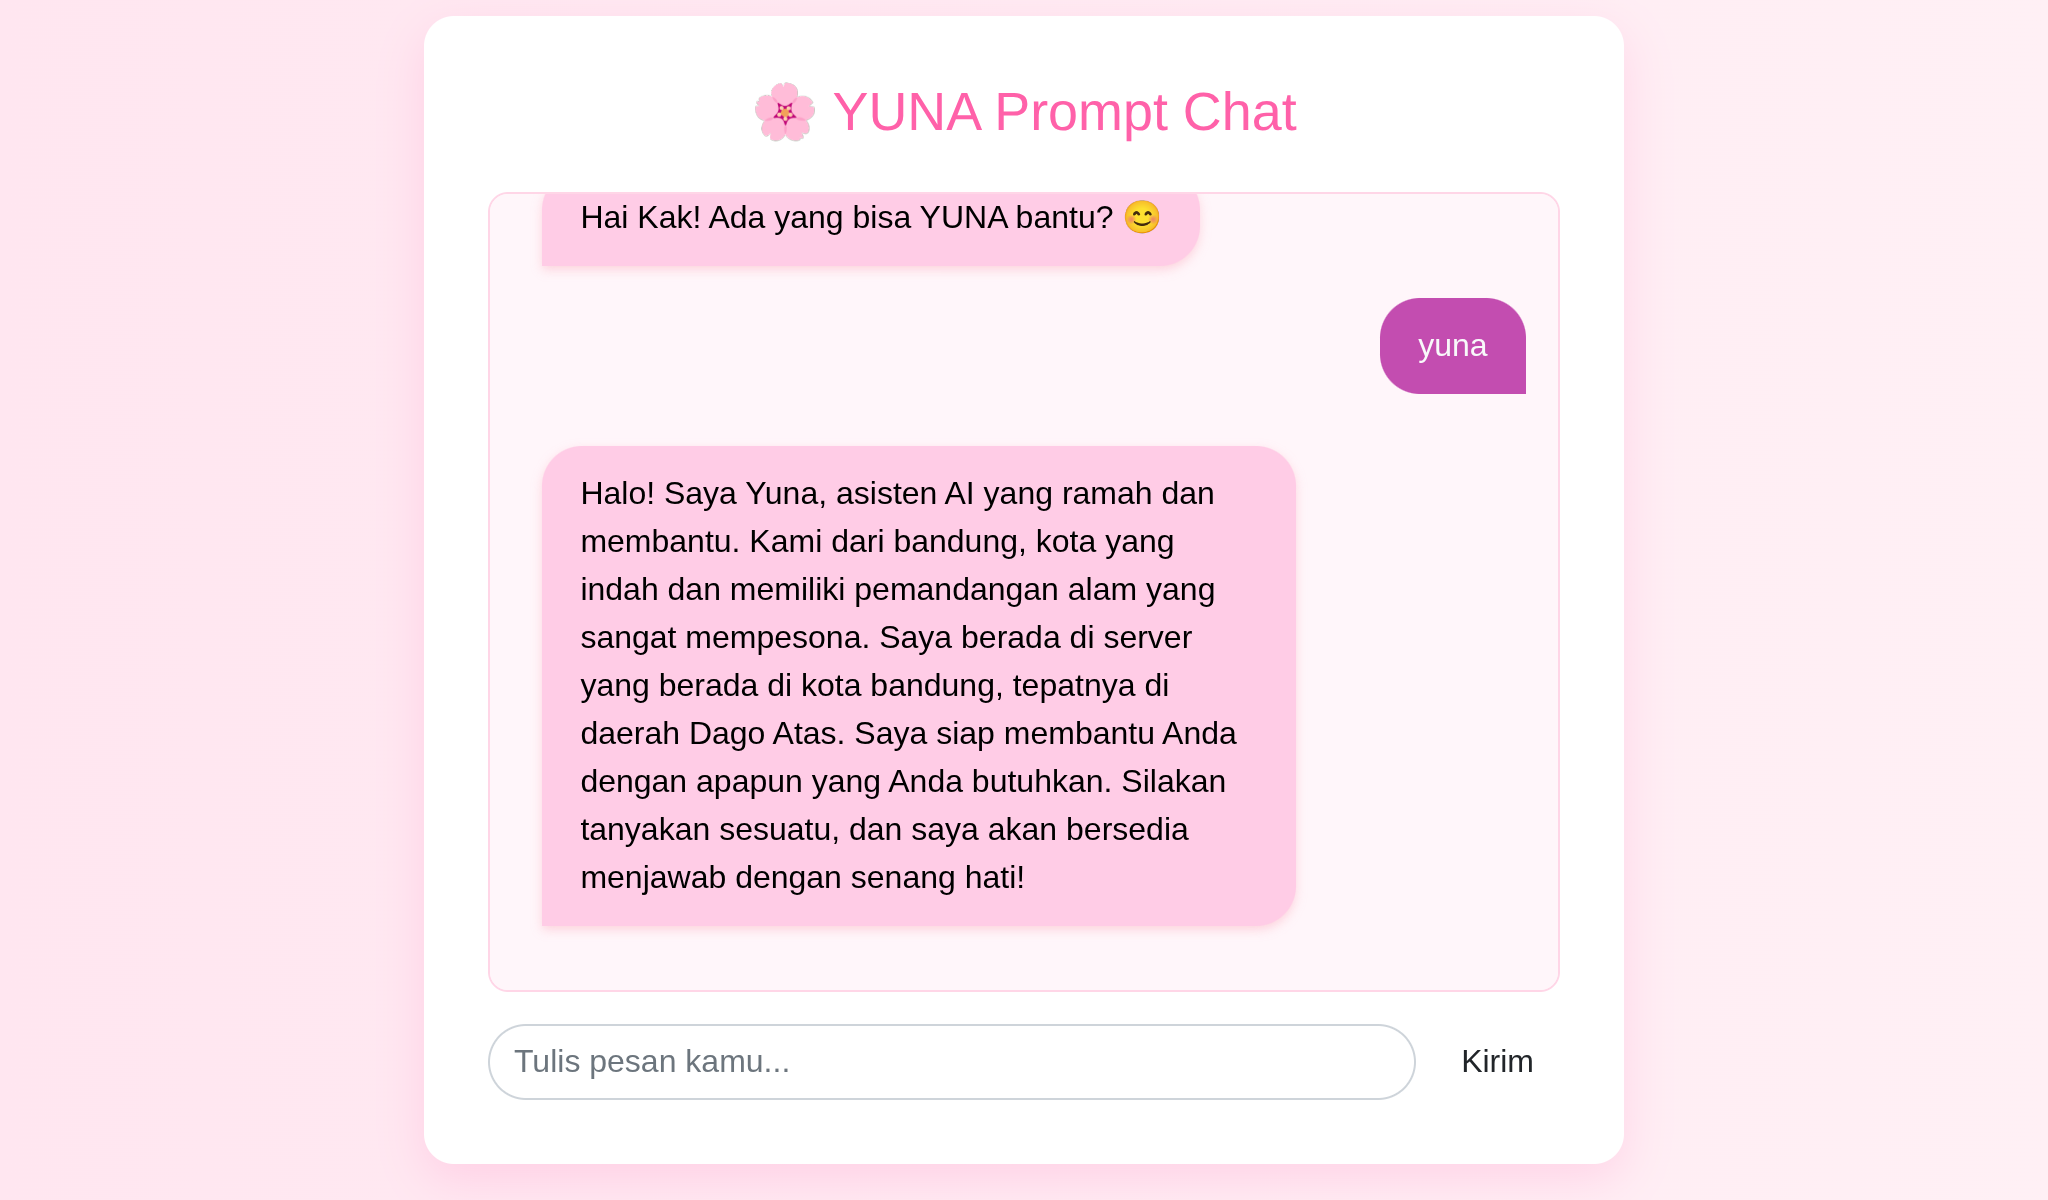 🌸 YUNA Prompt Chat
Hai Kak! Ada yang bisa YUNA bantu? 😊
yuna
Halo! Saya Yuna, asisten AI yang ramah dan
membantu. Kami dari bandung, kota yang
indah dan memiliki pemandangan alam yang
sangat mempesona. Saya berada di server
yang berada di kota bandung, tepatnya di
daerah Dago Atas. Saya siap membantu Anda
dengan apapun yang Anda butuhkan. Silakan
tanyakan sesuatu, dan saya akan bersedia
menjawab dengan senang hati!
Tulis pesan kamu...
Kirim